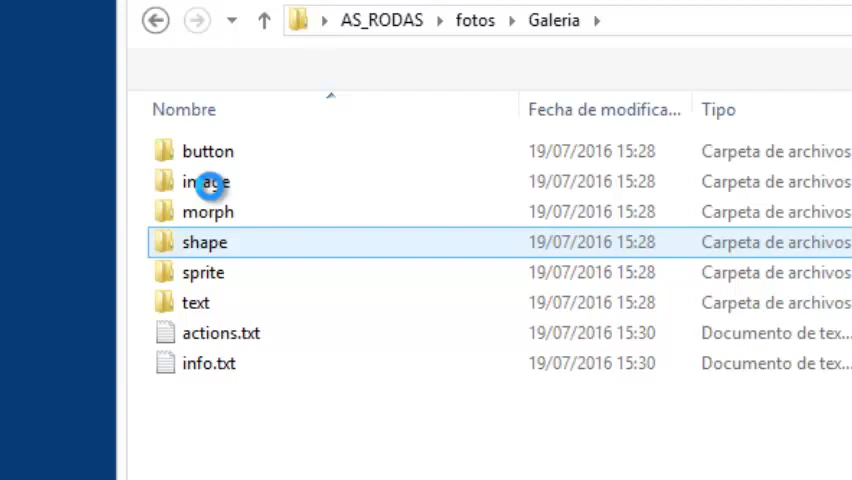 AS_RODAS fotos Galeria
Nombre Fecha de modifica... Tipo
button 19/07/2016 15:28 Carpeta de archivos
image 19/07/2016 15:28 Carpeta de archivos
morph 19/07/2016 15:28 Carpeta de archivos
shape 19/07/2016 15:28 Carpeta de archivos
sprite 19/07/2016 15:28 Carpeta de archivos
text 19/07/2016 15:28 Carpeta de archivos
actions.txt 19/07/2016 15:30 Documento de tex...
info.txt 19/07/2016 15:30 Documento de tex...